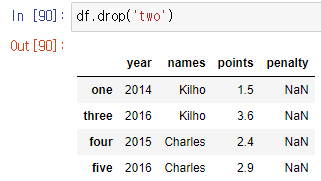 In [90]: df.drop('two')
Out[90]:
year names points penalty
one 2014 Kilho 1.5 NaN
three 2016 Kilho 3.6 NaN
four 2015 Charles 2.4 NaN
five 2016 Charles 2.9 NaN